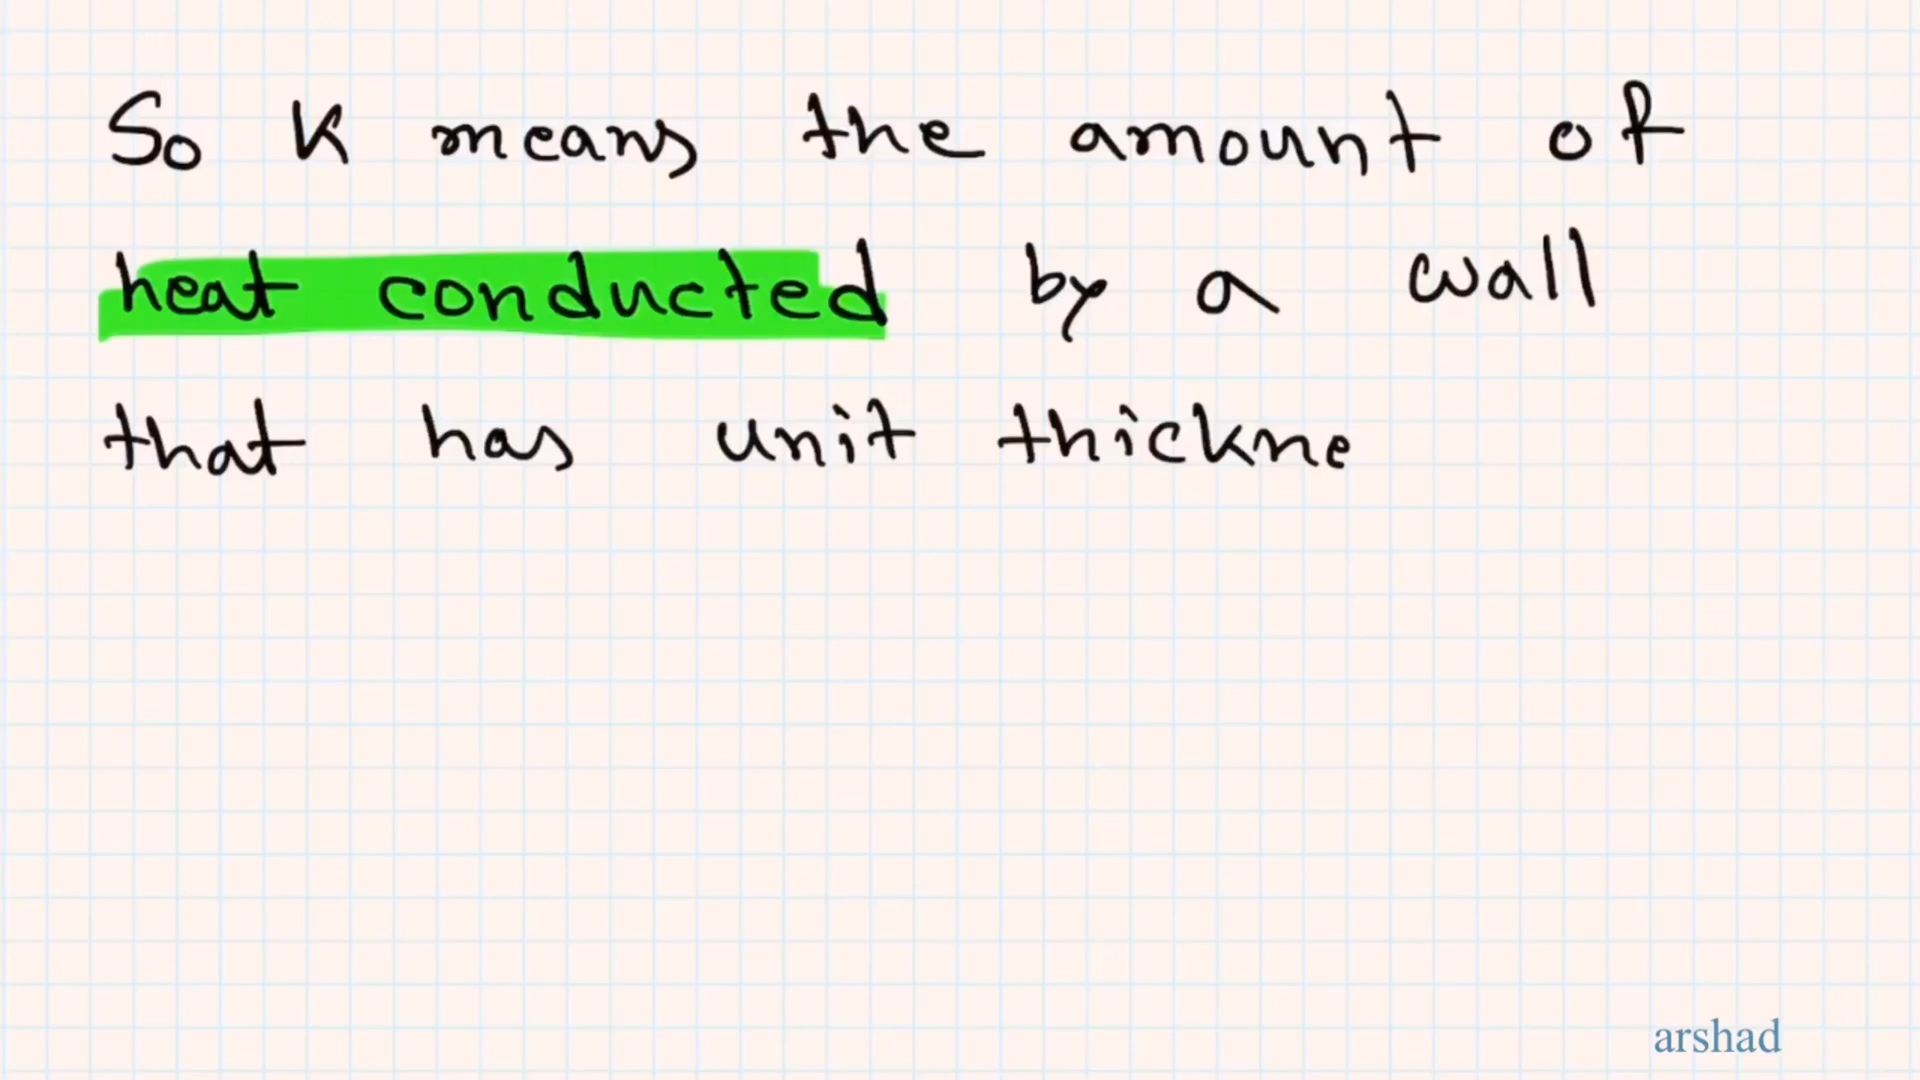 So K means the amount of
heat conducted by a wall
that has unit thickne
arshad